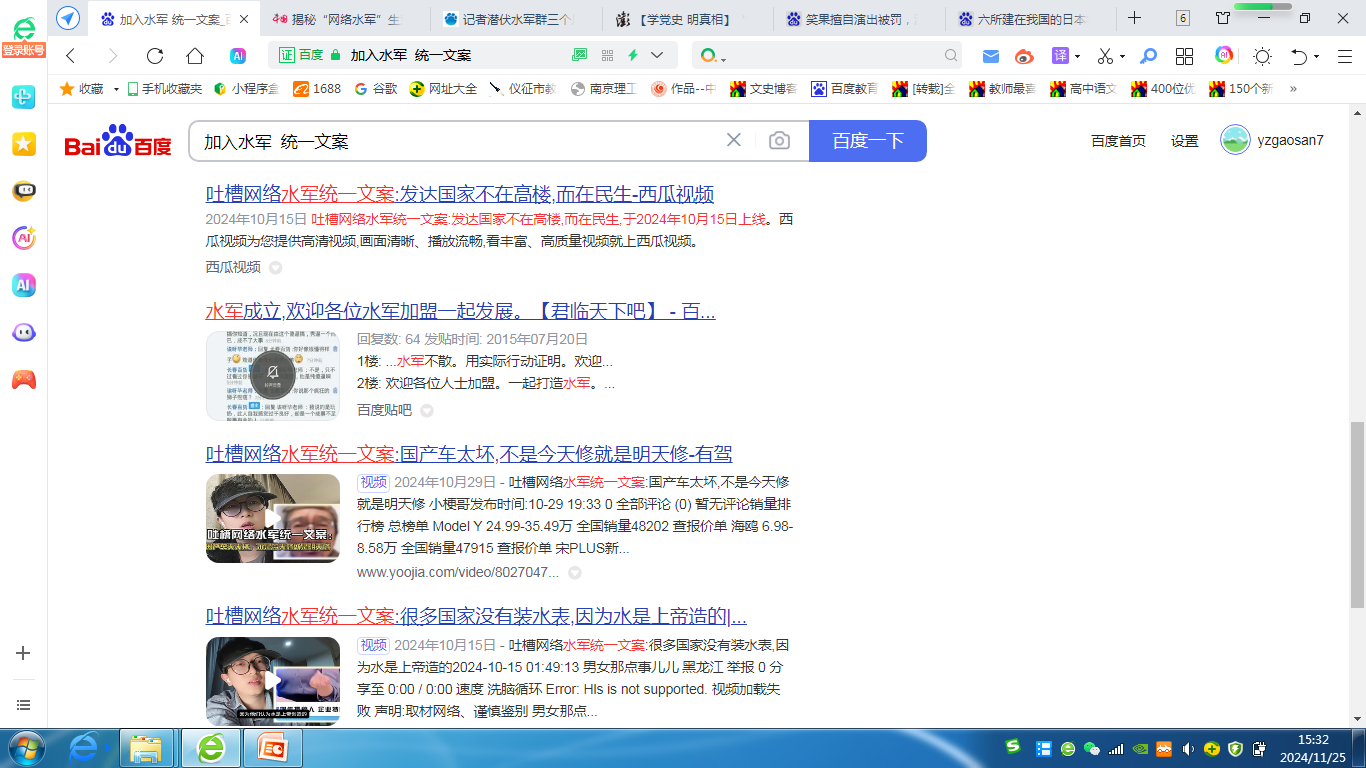 登录账号
加入水军 统一文案_百
揭秘“网络水军”生
记者潜伏水军群三个
【学党史 明真相】
笑果擅自演出被罚，
六所建在我国的日本
6
证 百度 加入水军 统一文案
译
收藏 手机收藏夹 小程序盒 1688 谷歌 网址大全 仪征市教 南京理工 作品--中 文史博客 百度教育 [转载]全 教师最喜 高中语文 400位优 150个新 »
Bai du 百度
加入水军 统一文案
百度一下
百度首页 设置 yzgaosan7
吐槽网络水军统一文案:发达国家不在高楼,而在民生-西瓜视频
2024年10月15日 吐槽网络水军统一文案:发达国家不在高楼,而在民生,于2024年10月15日上线。西
瓜视频为您提供高清视频,画面清晰、播放流畅,看丰富、高质量视频就上西瓜视频。
西瓜视频
水军成立,欢迎各位水军加盟一起发展。【君临天下吧】 - 百...
回复数: 64 发贴时间: 2015年07月20日
1楼: ...水军不散。用实际行动证明。欢迎...
2楼: 欢迎各位人士加盟。一起打造水军。...
百度贴吧
吐槽网络水军统一文案:国产车太坏,不是今天修就是明天修-有驾
吐槽网络水军统一文案:
视频 2024年10月29日 - 吐槽网络水军统一文案:国产车太坏,不是今天修
就是明天修 小梗哥发布时间:10-29 19:33 0 全部评论 (0) 暂无评论销量排
行榜 总榜单 Model Y 24.99-35.49万 全国销量48202 查报价单 海鸥 6.98-
8.58万 全国销量47915 查报价单 宋PLUS新...
www.yoojia.com/video/8027047...
吐槽网络水军统一文案:很多国家没有装水表,因为水是上帝造的|...
视频 2024年10月15日 - 吐槽网络水军统一文案:很多国家没有装水表,因
为水是上帝造的2024-10-15 01:49:13 男女那点事儿儿 黑龙江 举报 0 分
享至 0:00 / 0:00 速度 洗脑循环 Error: Hls is not supported. 视频加载失
败 声明:取材网络、谨慎鉴别 男女那点...
15:32
2024/11/25